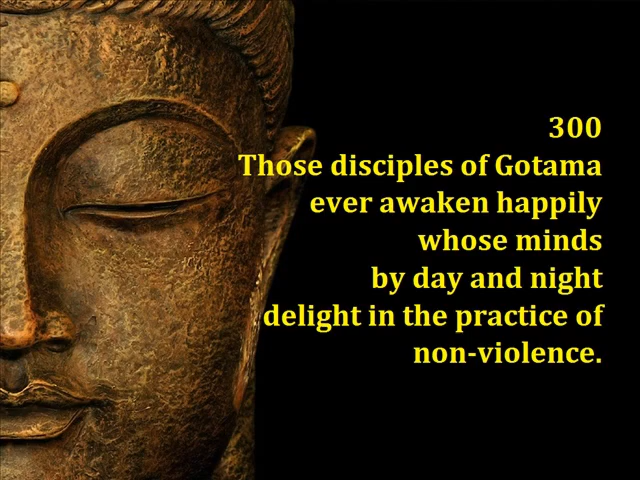 300
Those disciples of Gotama
ever awaken happily
whose minds
by day and night
delight in the practice of
non-violence.